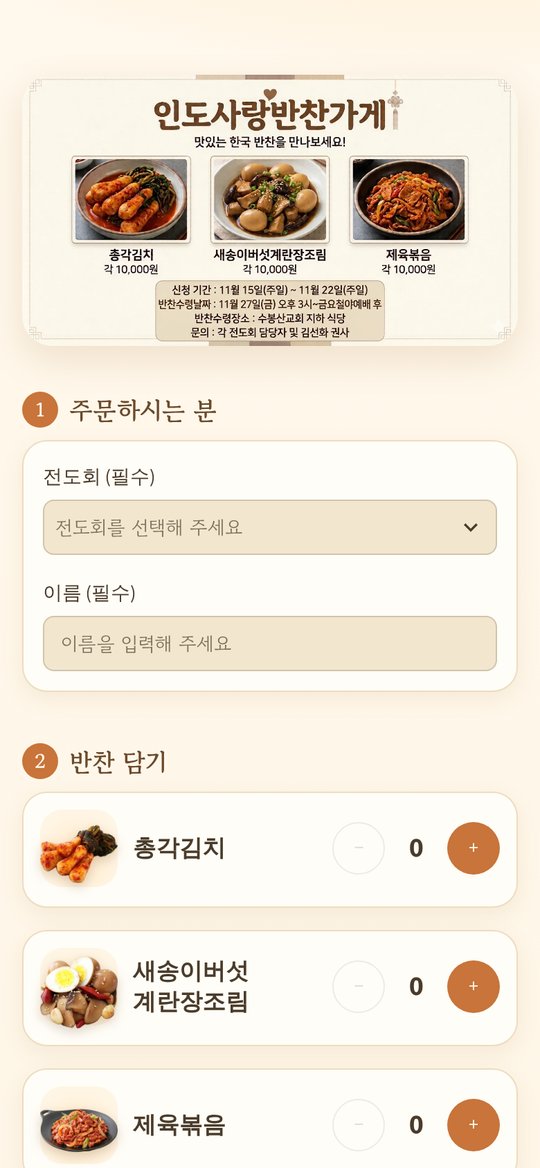 인도사랑반찬가게
맛있는 한국 반찬을 만나보세요!
총각김치
각 10,000원
새송이버섯계란장조림
각 10,000원
제육볶음
각 10,000원
신청 기간 : 11월 15일(주일) ~ 11월 22일(주일)
반찬수령날짜 : 11월 27일(금) 오후 3시~금요철야예배 후
반찬수령장소 : 수봉산교회 지하 식당
문의 : 각 전도회 담당자 및 김선화 권사
1 주문하시는 분
전도회 (필수)
전도회를 선택해 주세요
이름 (필수)
이름을 입력해 주세요
2 반찬 담기
총각김치
− 0 +
새송이버섯
계란장조림
− 0 +
제육볶음
− 0 +